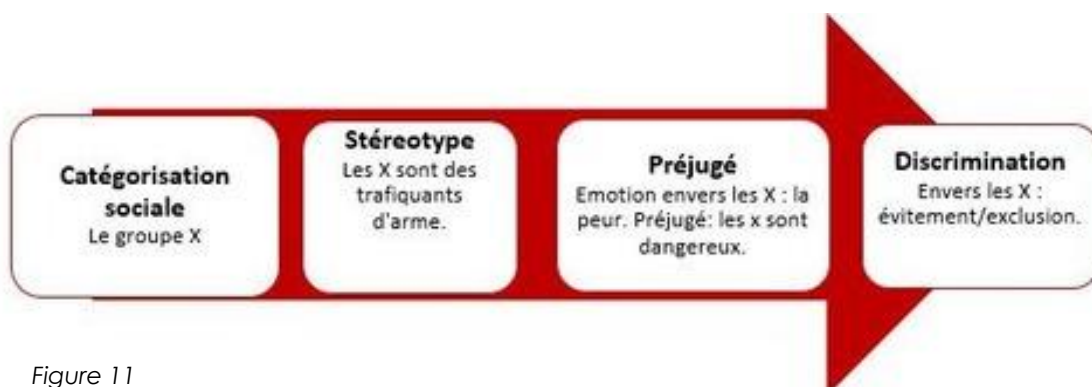 Catégorisation
sociale
Le groupe X
Stéreotype
Les X sont des
trafiquants
d'arme.
Préjugé
Emotion envers les X : la
peur. Préjugé: les x sont
dangereux.
Discrimination
Envers les X :
évitement/exclusion.
Figure 11